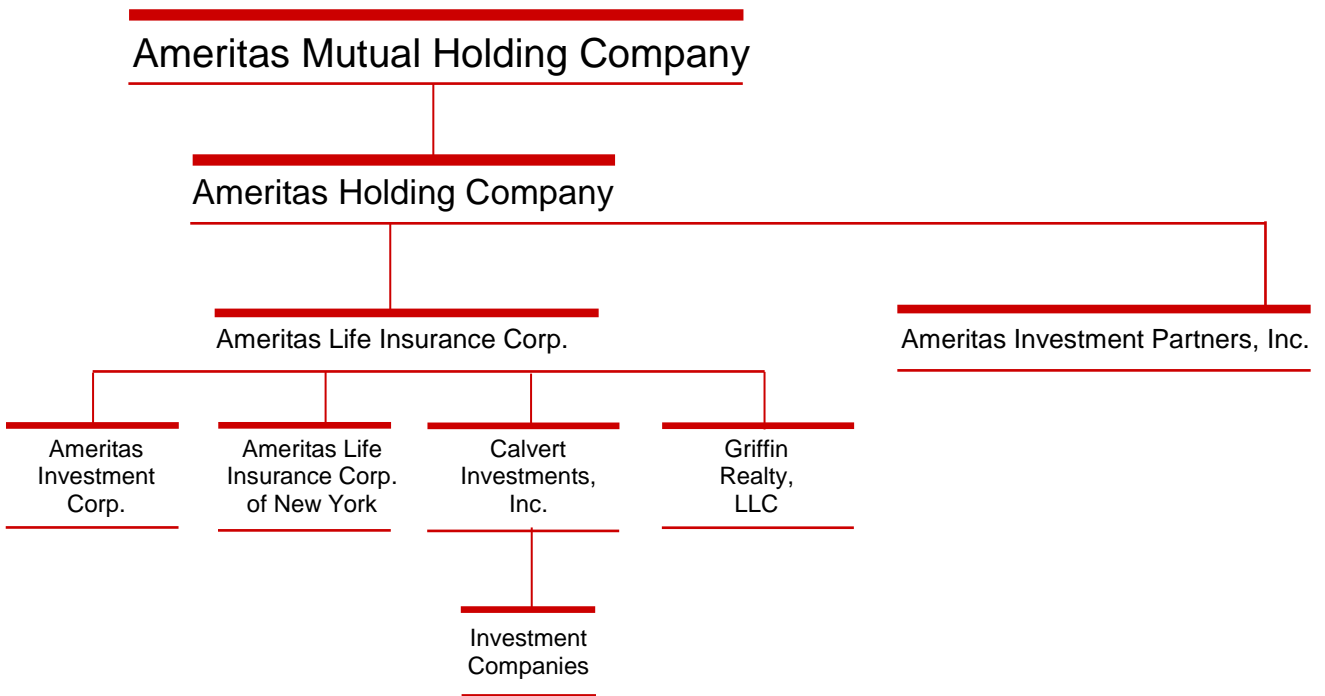 Ameritas Mutual Holding Company
Ameritas Holding Company
Ameritas Life Insurance Corp.
Ameritas Investment Partners, Inc.
Ameritas
Investment
Corp.
Ameritas Life
Insurance Corp.
of New York
Calvert
Investments,
Inc.
Griffin
Realty,
LLC
Investment
Companies